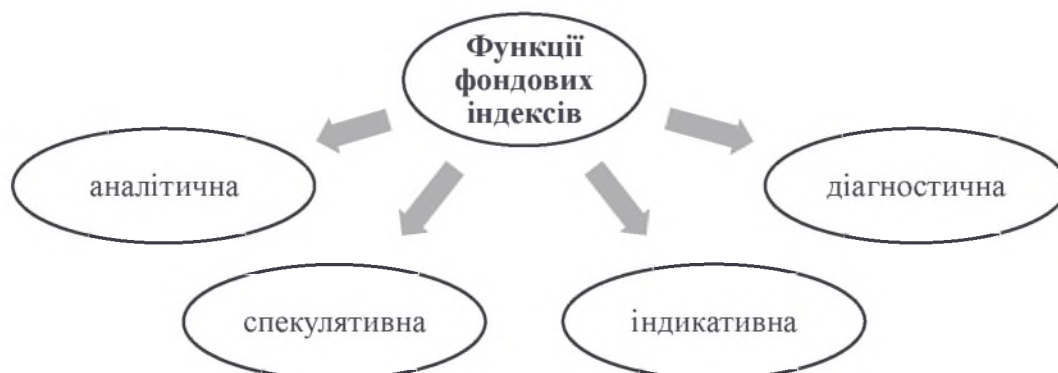 Функції
фондових
індексів
аналітична
діагностична
спекулятивна
індикативна